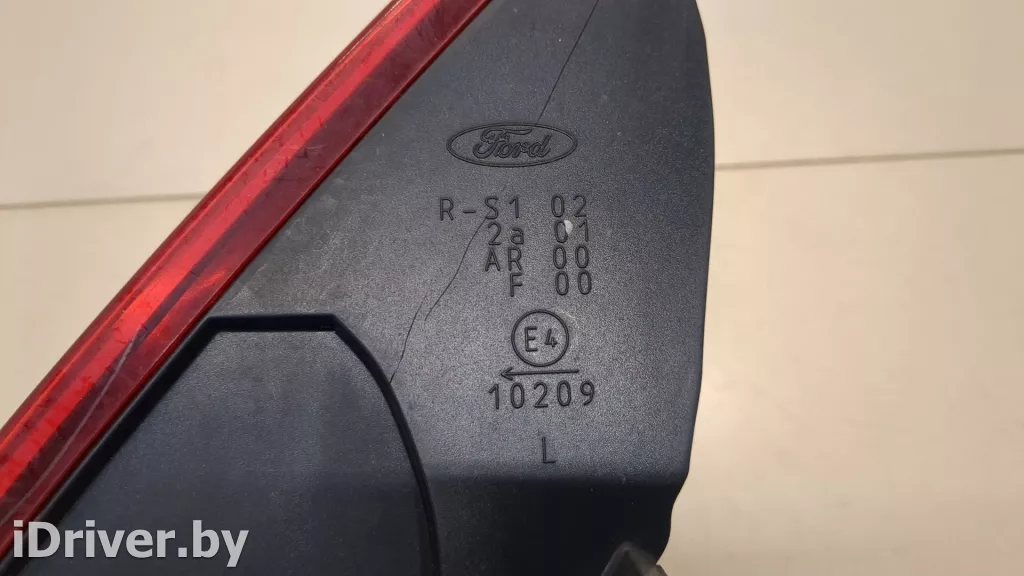 Ford
R-S1 02
2a 01
AR 00
F 00
E4
10209
L
iDriver.by